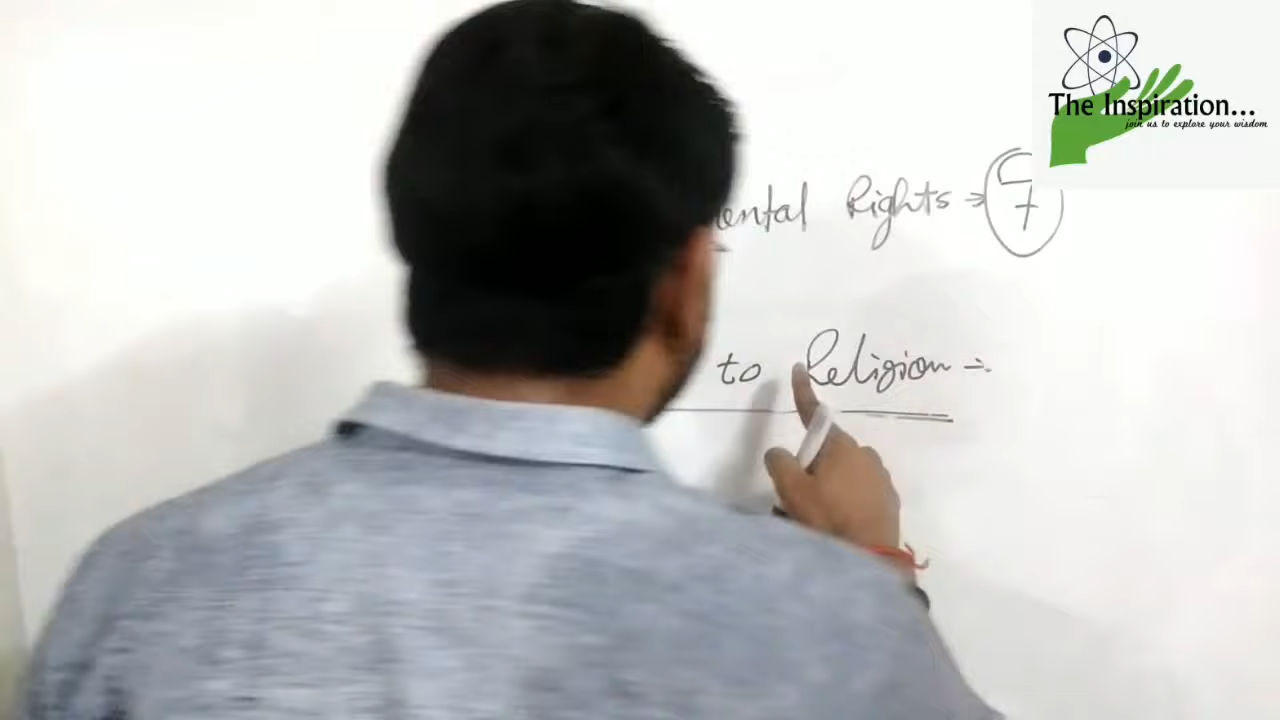 The Inspiration...
join us to explore your wisdom
ental Rights ⇒ 7
to Religion :-